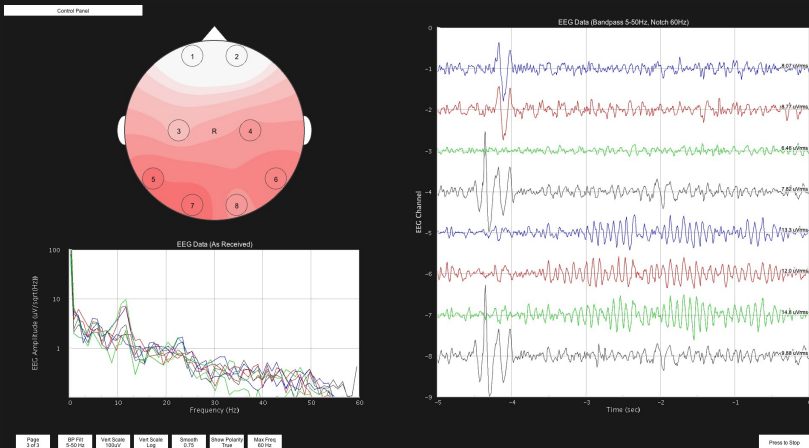 Control Panel
EEG Data (Bandpass 5-50Hz, Notch 60Hz)
1
2
3
R
4
5
6
7
8
0
-1
-2
-3
-4
-5
-6
-7
-8
-9
EEG Channel
8.46 uVrms
7.52 uVrms
13.3 uVrms
12.0 uVrms
14.8 uVrms
-5
-4
-3
-2
-1
0
Time (sec)
EEG Data (As Received)
100
10
1
EEG Amplitude (uV/sqrt(Hz))
0
10
20
30
40
50
60
Frequency (Hz)
Page
3 of 3
BP Filt
5-50 Hz
Vert Scale
100uV
Vert Scale
Log
Smooth
0.75
Show Polarity
True
Max Freq
60 Hz
Press to Stop